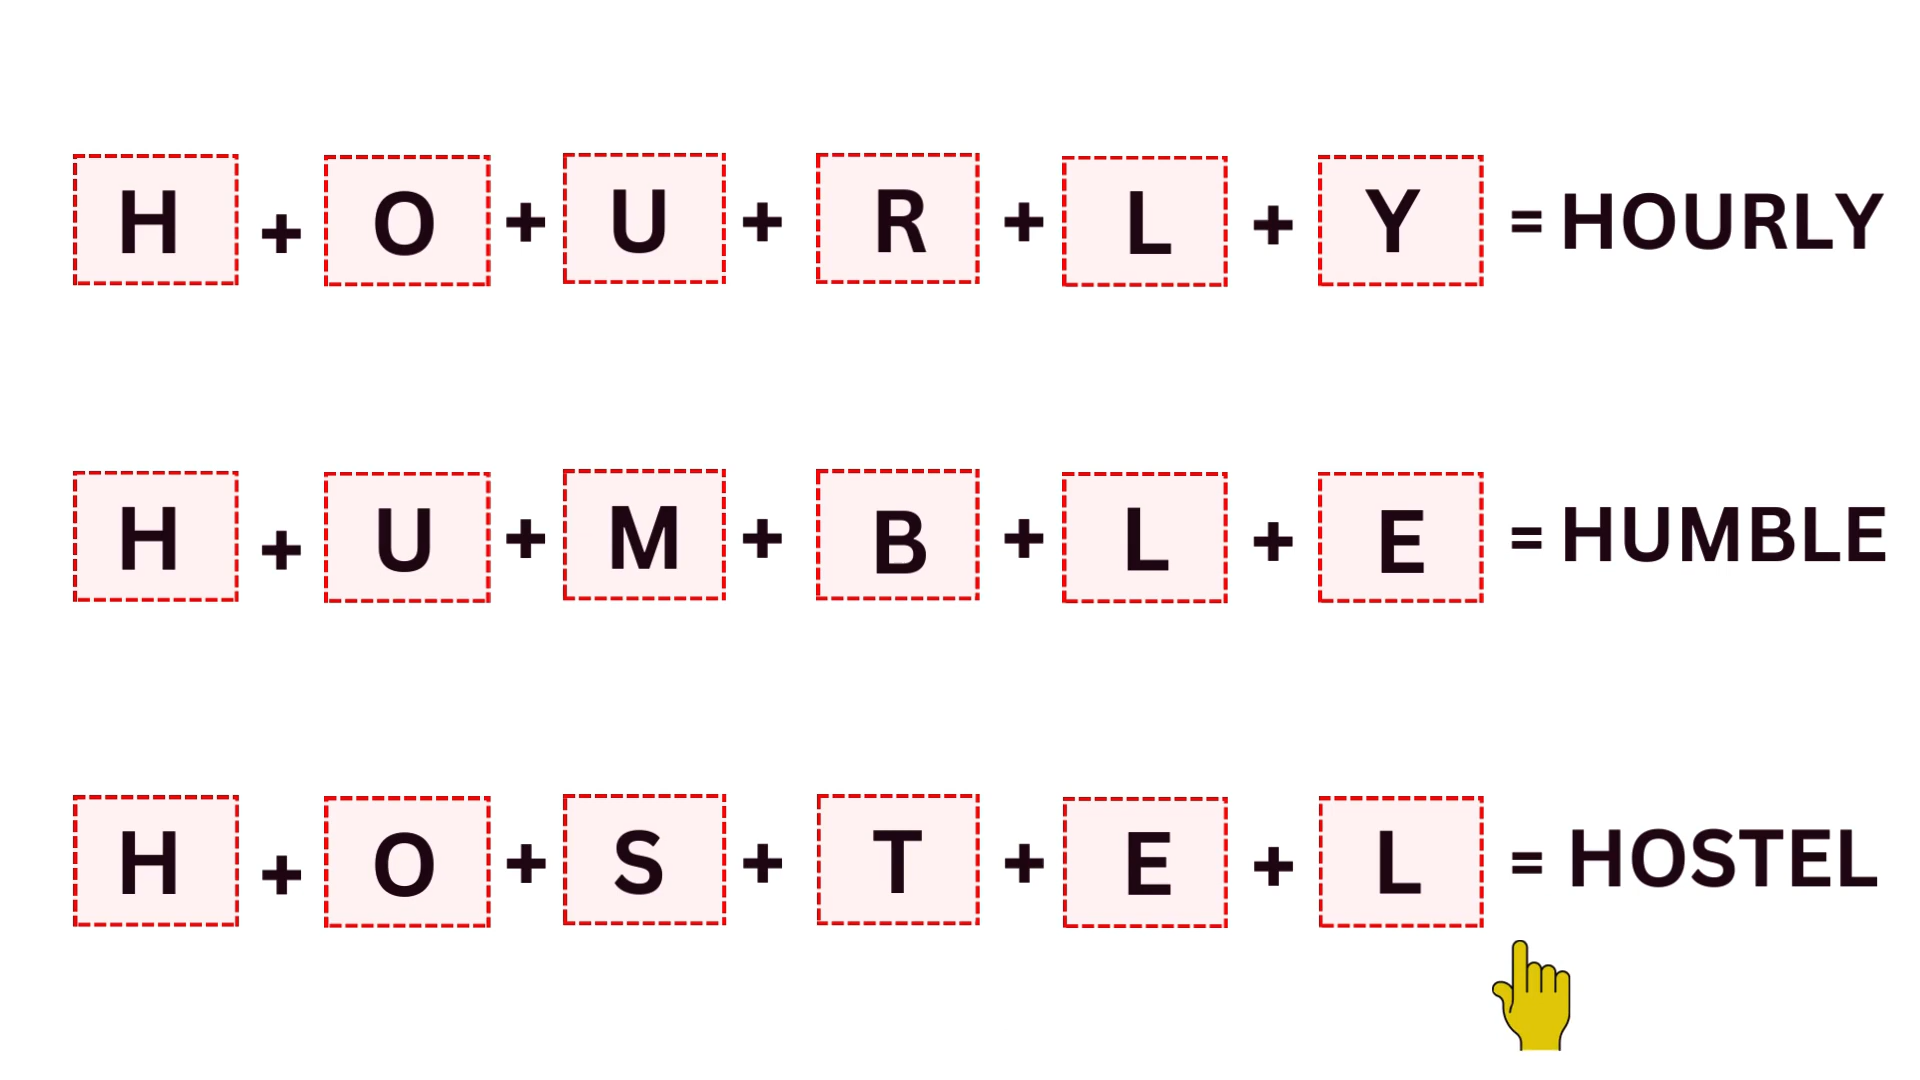 H + O + U + R + L + Y = HOURLY
H + U + M + B + L + E = HUMBLE
H + O + S + T + E + L = HOSTEL